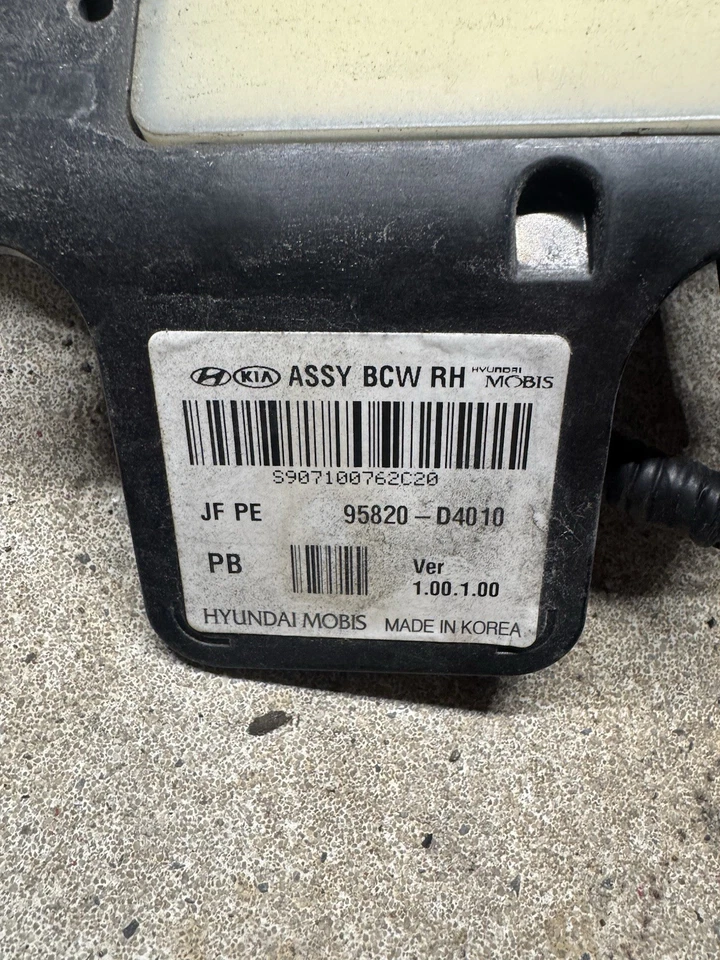 KIA ASSY BCW RH HYUNDAI MOBIS
S907100762C20
JF PE 95820-D4010
PB Ver 1.00.1.00
HYUNDAI MOBIS MADE IN KOREA